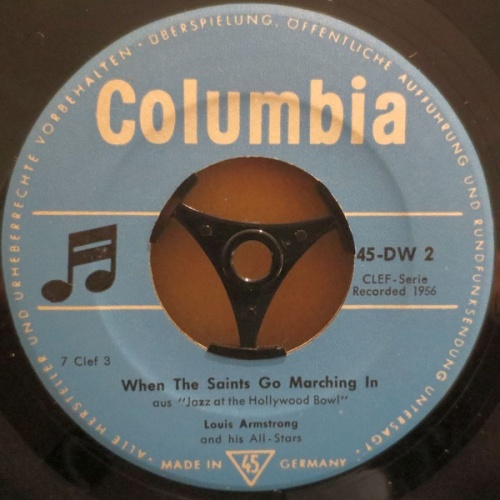 ALLE HERSTELLER UND URHEBERRECHTE VORBEHALTEN · ÜBERSPIELUNG, ÖFFENTLICHE AUFFÜHRUNG UND RUNDFUNKSENDUNG UNTERSAGT·
Columbia
45-DW 2
CLEF-Serie
Recorded 1956
7 Clef 3
When The Saints Go Marching In
aus "Jazz at the Hollywood Bowl"
Louis Armstrong
and his All-Stars
MADE IN 45 GERMANY